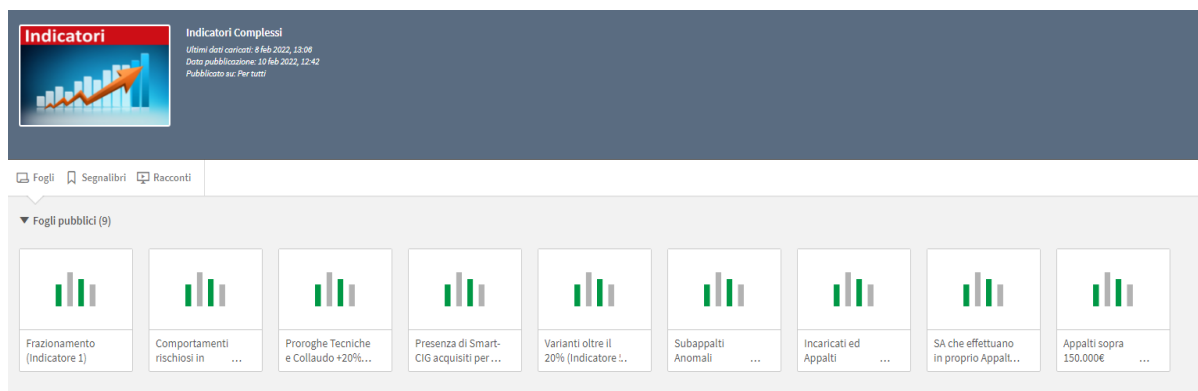 Indicatori
Indicatori Complessi
Ultimi dati caricati: 8 feb 2022, 13:06
Data pubblicazione: 10 feb 2022, 12:42
Pubblicato su: Per tutti
Fogli Segnalibri Racconti
Fogli pubblici (9)
Frazionamento
(Indicatore 1)
Comportamenti
rischiosi in ...
Proroghe Tecniche
e Collaudo +20%...
Presenza di Smart-
CIG acquisiti per ...
Varianti oltre il
20% (Indicatore ...
Subappalti
Anomali ...
Incaricati ed
Appalti ...
SA che effettuano
in proprio Appalt...
Appalti sopra
150.000€ ...